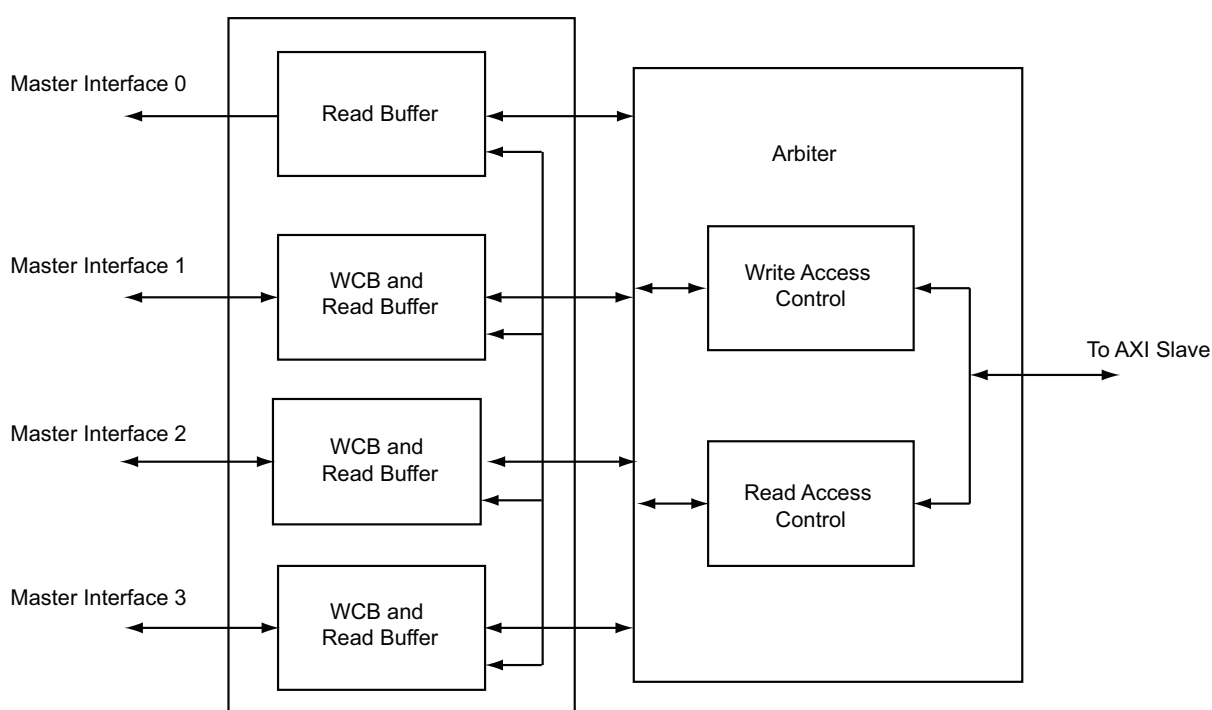 Master Interface 0
Read Buffer
Arbiter
Master Interface 1
WCB and
Read Buffer
Write Access
Control
To AXI Slave
Master Interface 2
WCB and
Read Buffer
Read Access
Control
Master Interface 3
WCB and
Read Buffer